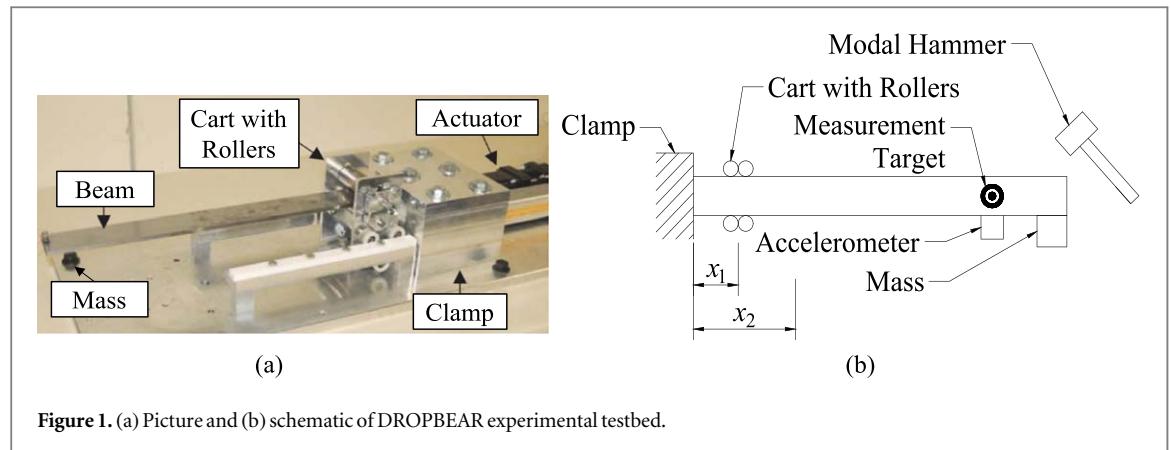 Cart with
Rollers
Actuator
Beam
Mass
Clamp
(a)
Modal Hammer
Cart with Rollers
Clamp
Measurement
Target
Accelerometer
Mass
x₁
x₂
(b)
Figure 1. (a) Picture and (b) schematic of DROPBEAR experimental testbed.